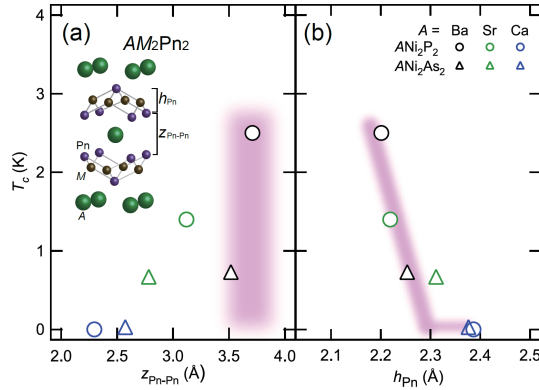 (a) AM₂Pn₂
h_Pn
z_Pn-Pn
Pn
M
A
T_c (K)
3
2
1
0
2.0 2.5 3.0 3.5 4.0
z_Pn-Pn (Å)
(b)
A = Ba Sr Ca
ANi₂P₂
ANi₂As₂
2.1 2.2 2.3 2.4 2.5
h_Pn (Å)